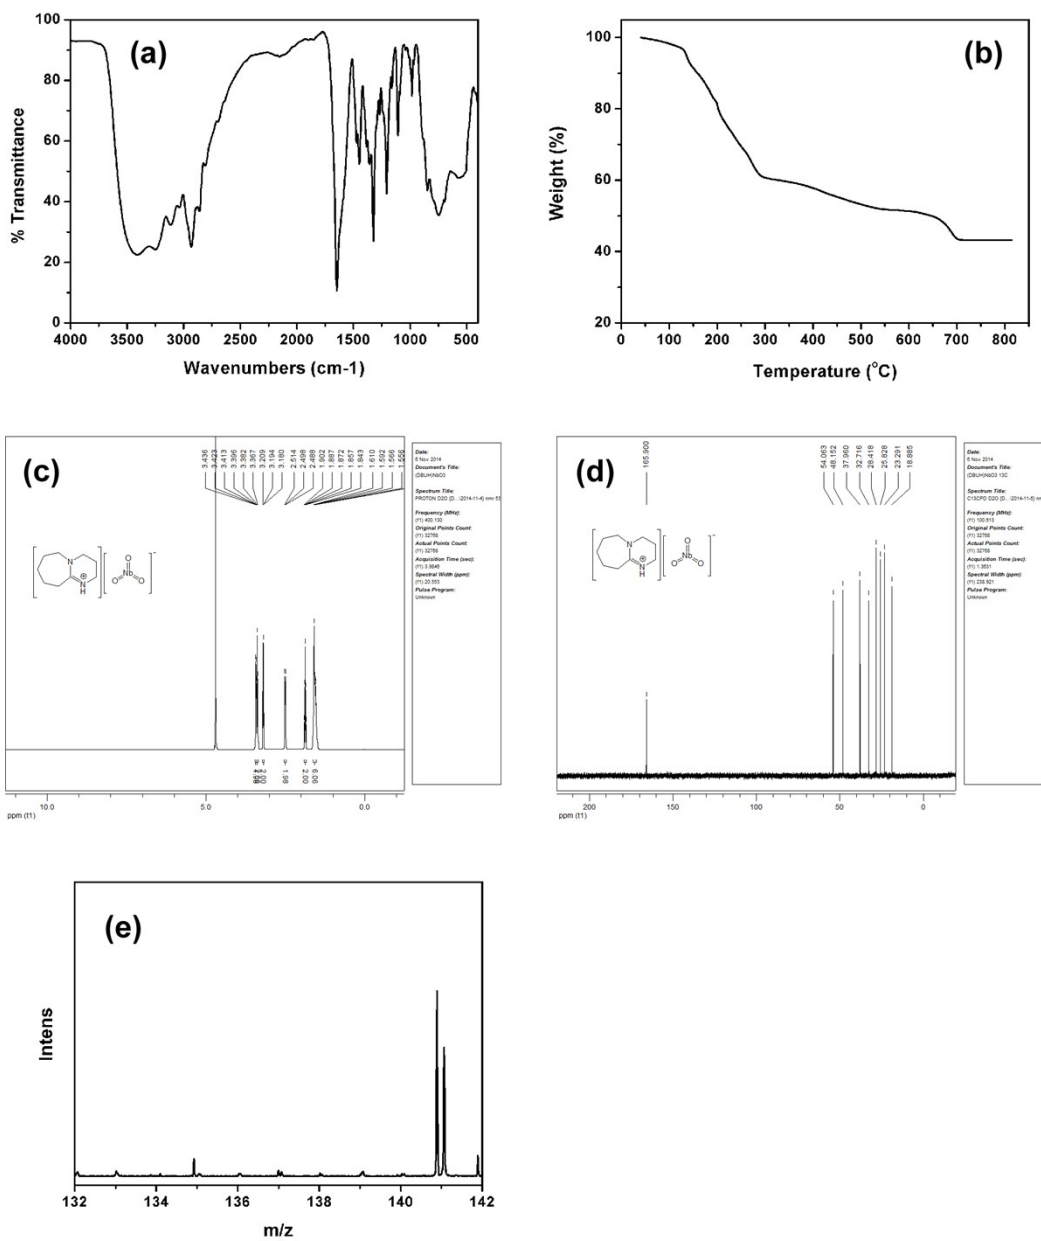 (a)
100
80
60
40
20
0
% Transmittance
4000 3500 3000 2500 2000 1500 1000 500
Wavenumbers (cm-1)
(b)
100
80
60
40
20
Weight (%)
0 100 200 300 400 500 600 700 800
Temperature (°C)
(c)
3.436
3.423
3.413
3.396
3.382
3.367
3.209
3.194
3.180
2.514
2.498
2.488
1.902
1.887
1.872
1.857
1.843
1.610
1.592
1.566
1.556
N
N
H
O
Nb
O O
2.00
1.98
2.00
6.06
10.0 5.0 0.0
ppm (t1)
Date:
6 Nov 2014
Document's Title:
(DBUH)NbO3
Spectrum Title:
Frequency (MHz):
(f1) 400.130
Original Points Count:
(f1) 32768
Actual Points Count:
(f1) 32768
Acquisition Time (sec):
Spectral Width (ppm):
(f1) 20.553
Pulse Program:
Unknown
(d)
165.900
54.063
48.152
37.960
32.716
28.418
25.828
23.291
18.885
N
N
H
O
Nb
O O
200 150 100 50 0
ppm (t1)
Date:
6 Nov 2014
Document's Title:
(DBUH)NbO3 13C
Spectrum Title:
Frequency (MHz):
(f1) 100.613
Original Points Count:
(f1) 32768
Actual Points Count:
(f1) 32768
Acquisition Time (sec):
Spectral Width (ppm):
(f1) 238.921
Pulse Program:
Unknown
(e)
Intens
132 134 136 138 140 142
m/z